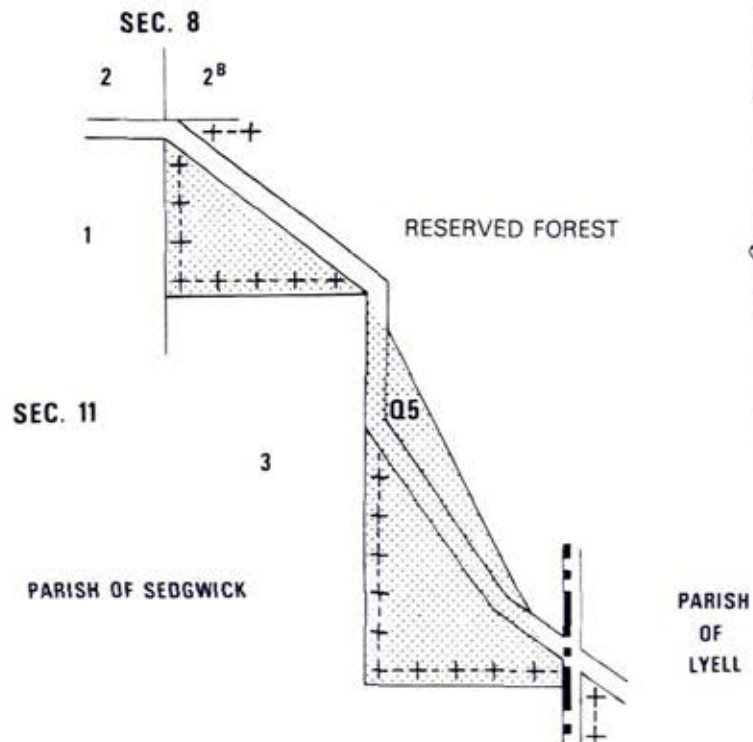 SEC. 8
2 2ᴮ
1
RESERVED FOREST
SEC. 11
Q5
3
PARISH OF SEDGWICK
PARISH
OF
LYELL